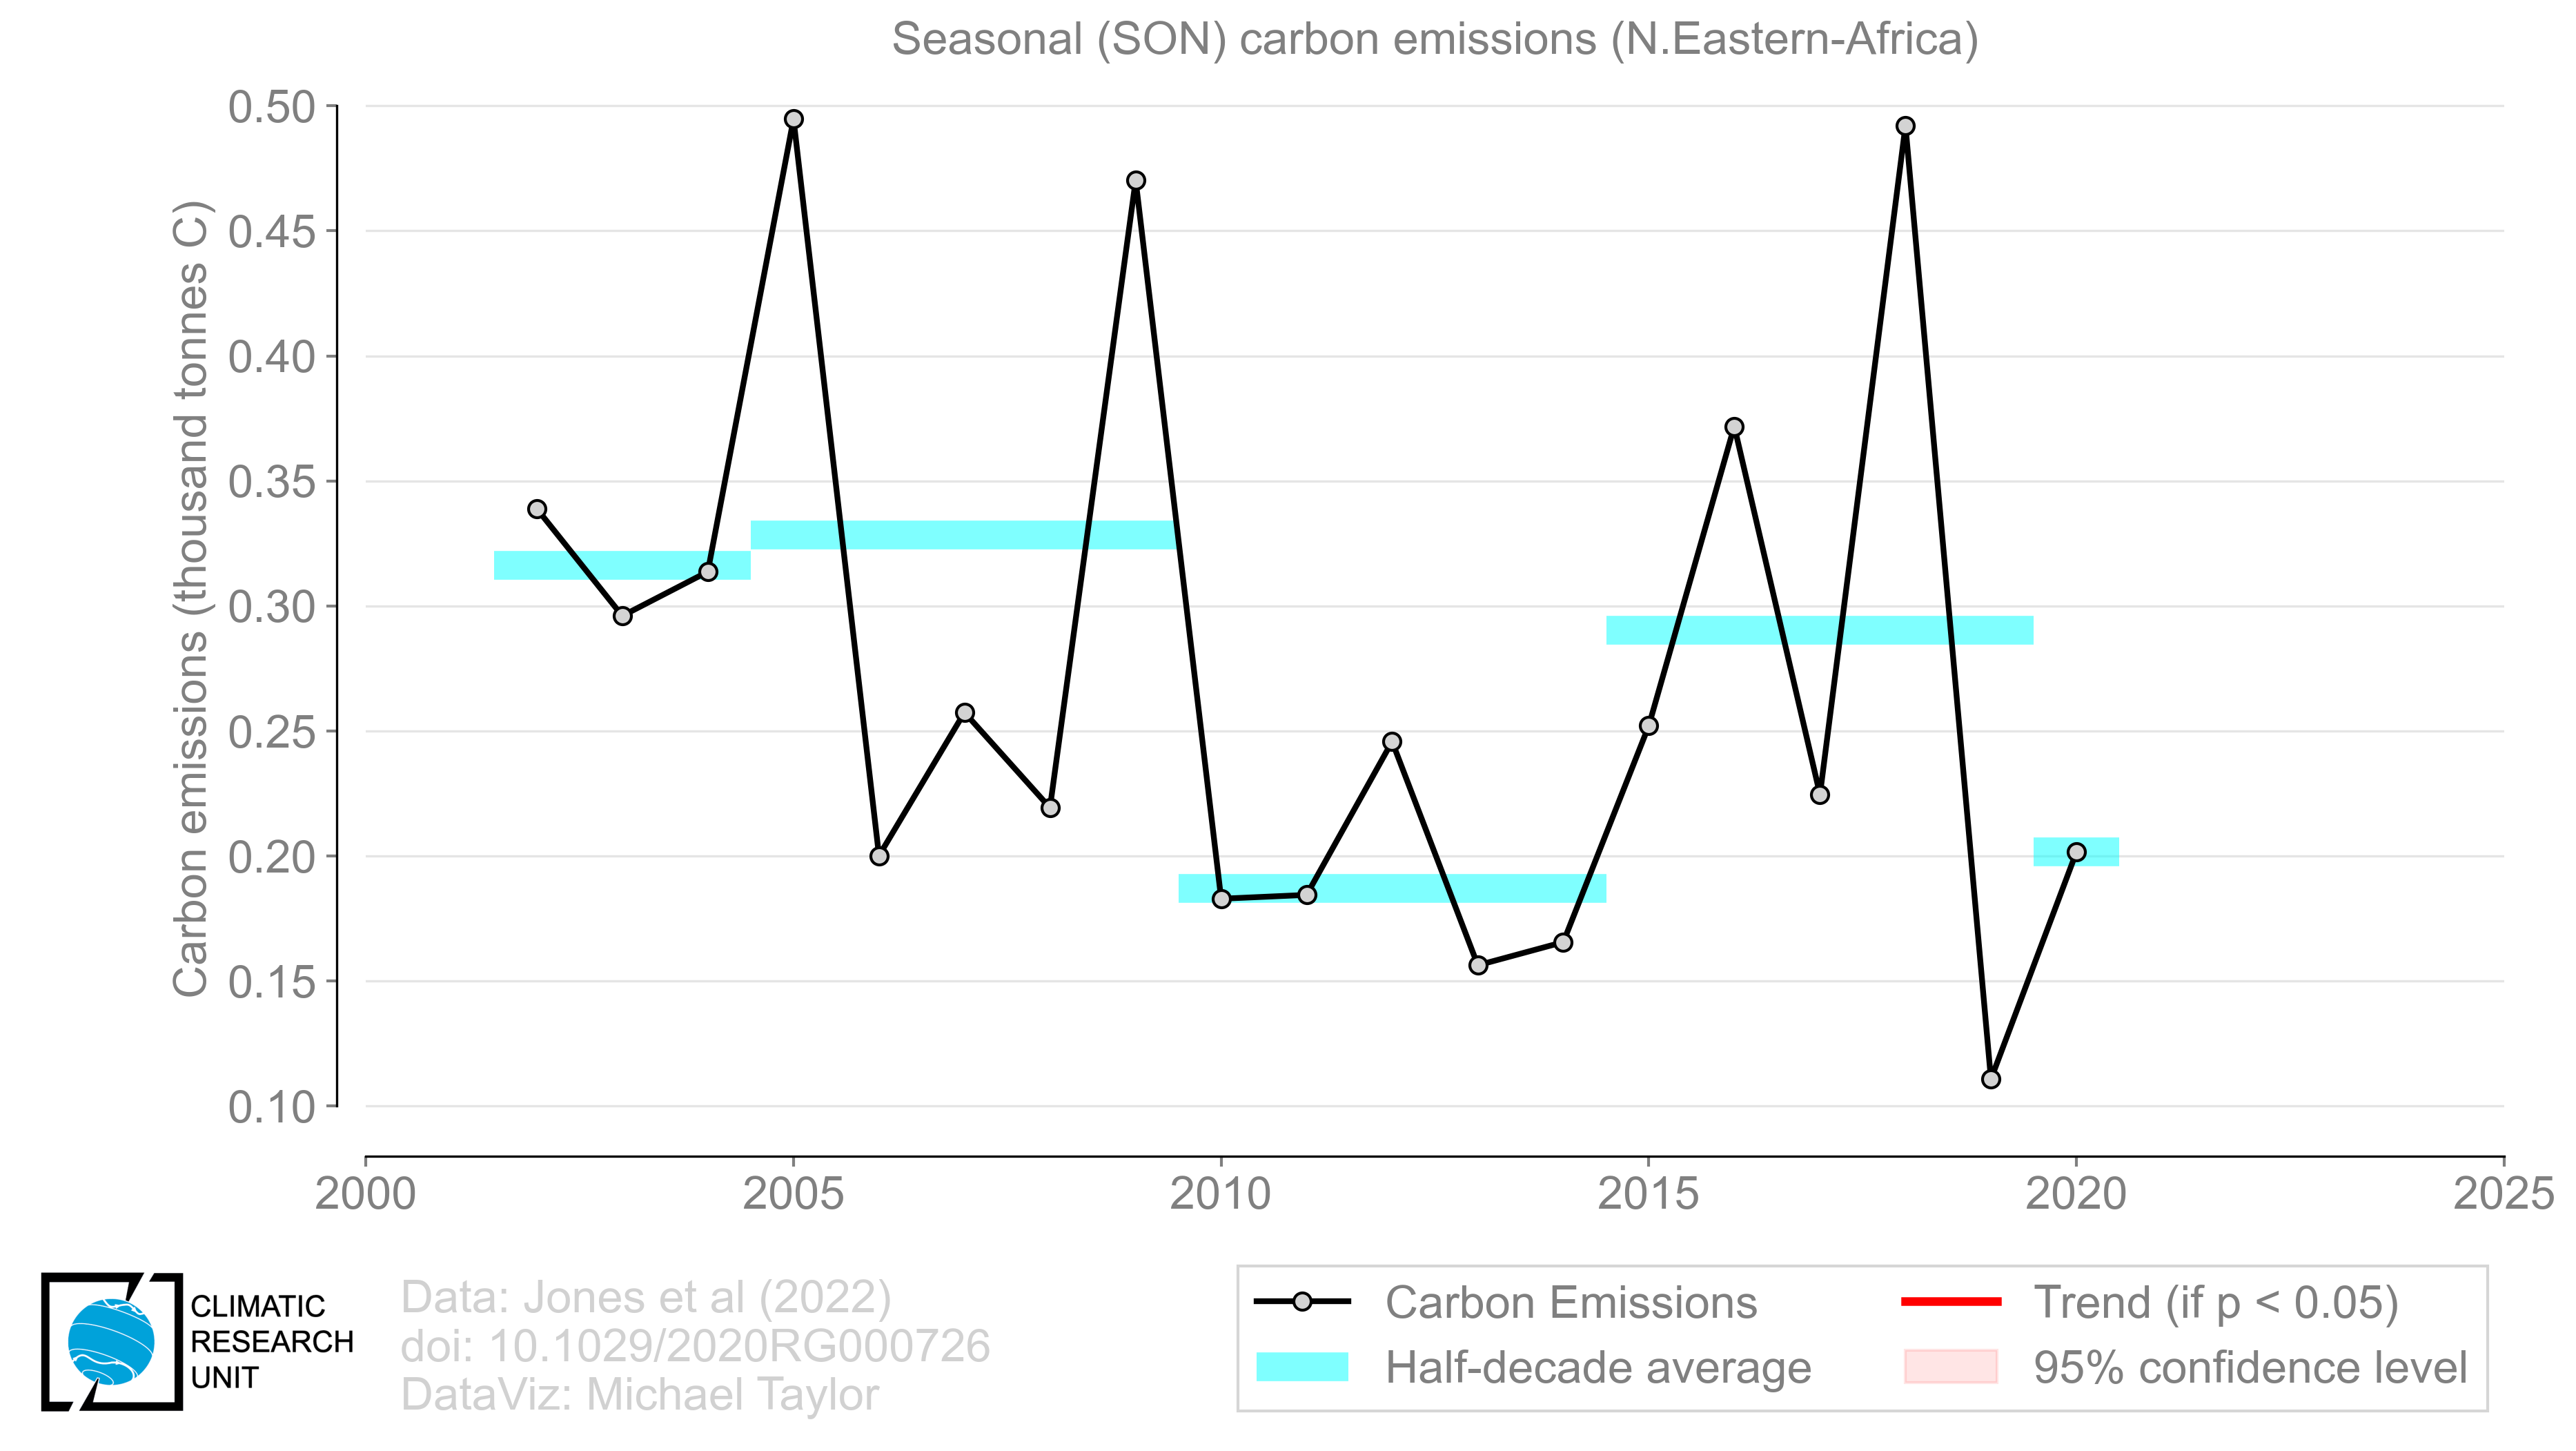 Seasonal (SON) carbon emissions (N.Eastern-Africa)
Carbon emissions (thousand tonnes C)
0.50
0.45
0.40
0.35
0.30
0.25
0.20
0.15
0.10
2000 2005 2010 2015 2020 2025
CLIMATIC
RESEARCH
UNIT
Data: Jones et al (2022)
doi: 10.1029/2020RG000726
DataViz: Michael Taylor
Carbon Emissions
Half-decade average
Trend (if p < 0.05)
95% confidence level